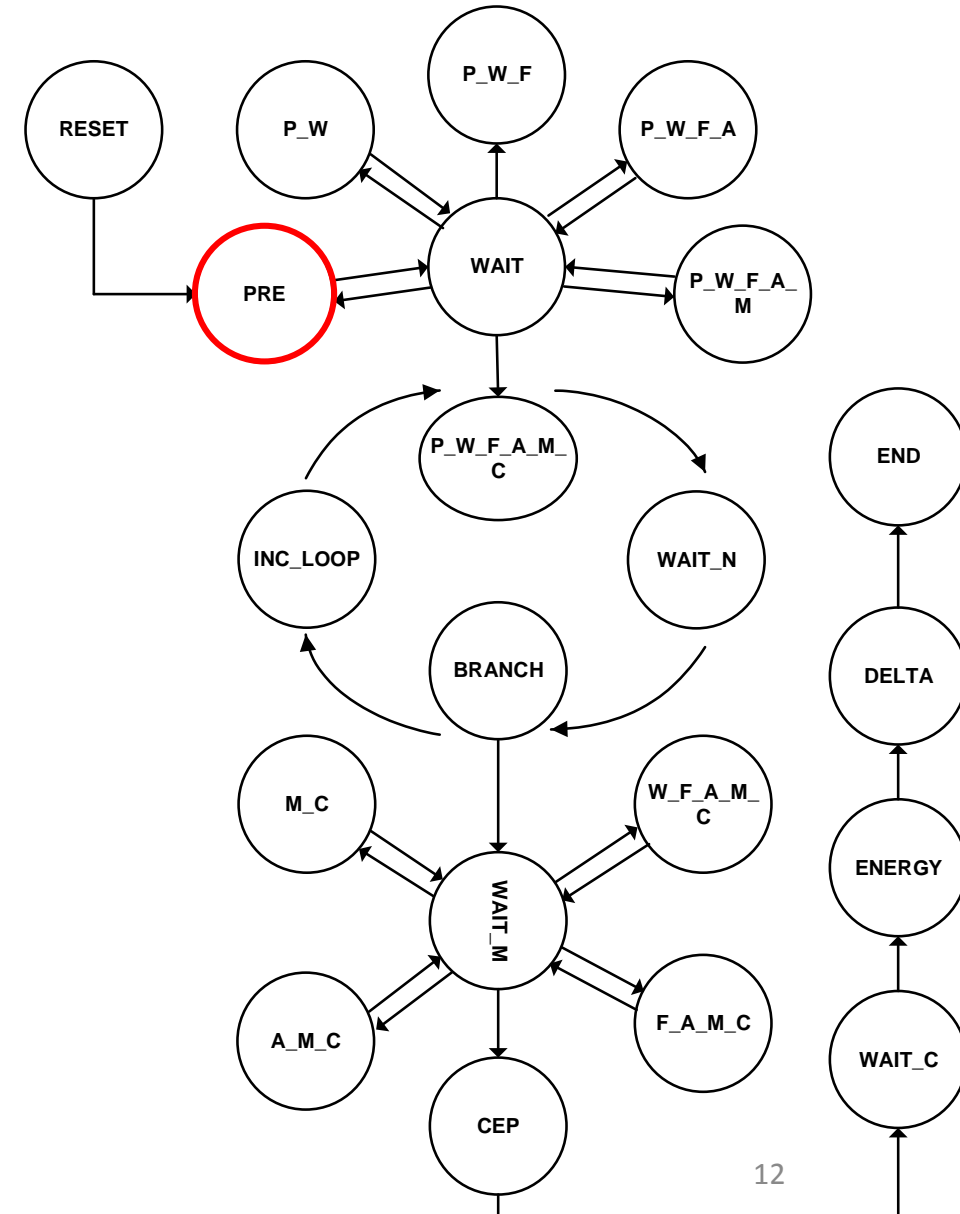 P_W_F
RESET
P_W
P_W_F_A
WAIT
PRE
P_W_F_A_
M
P_W_F_A_M_
C
END
INC_LOOP
WAIT_N
BRANCH
DELTA
M_C
W_F_A_M_
C
ENERGY
WAIT_M
A_M_C
F_A_M_C
WAIT_C
CEP
12